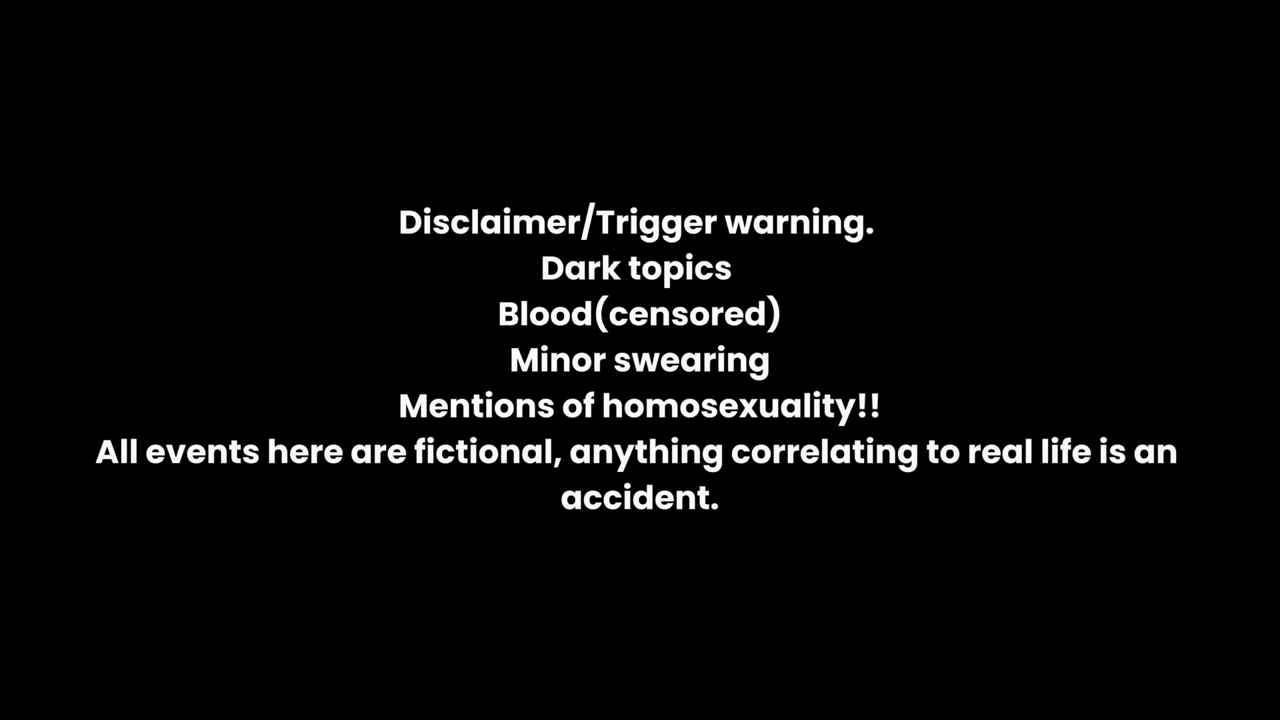 Disclaimer/Trigger warning.
Dark topics
Blood(censored)
Minor swearing
Mentions of homosexuality!!
All events here are fictional, anything correlating to real life is an
accident.